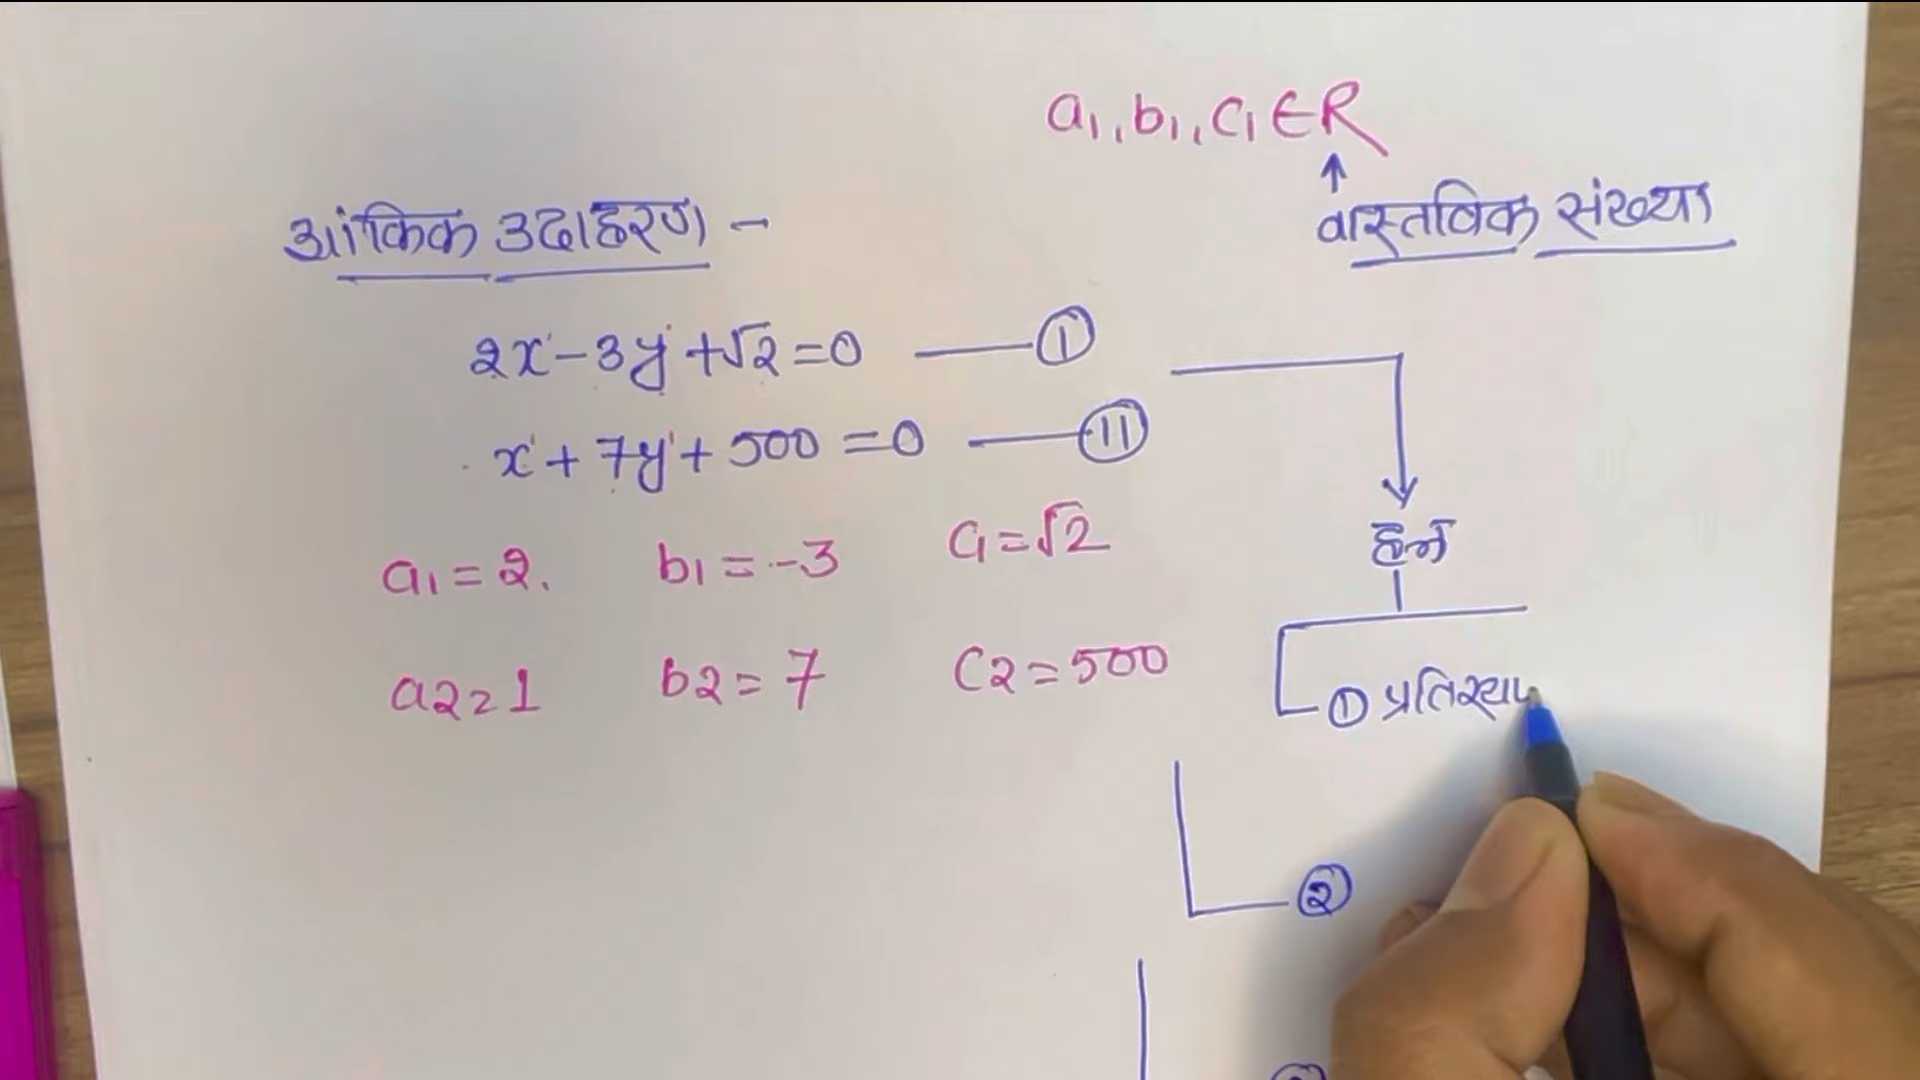 a₁, b₁, c₁ ∈ R
↑
वास्तविक संख्या
आंकिक उदाहरण –
2x - 3y + √2 = 0 —— ①
x + 7y + 500 = 0 —— ⑪
a₁ = 2. b₁ = -3 c₁ = √2
हल
a₂ = 1 b₂ = 7 c₂ = 500
① प्रतिस्थाप
②